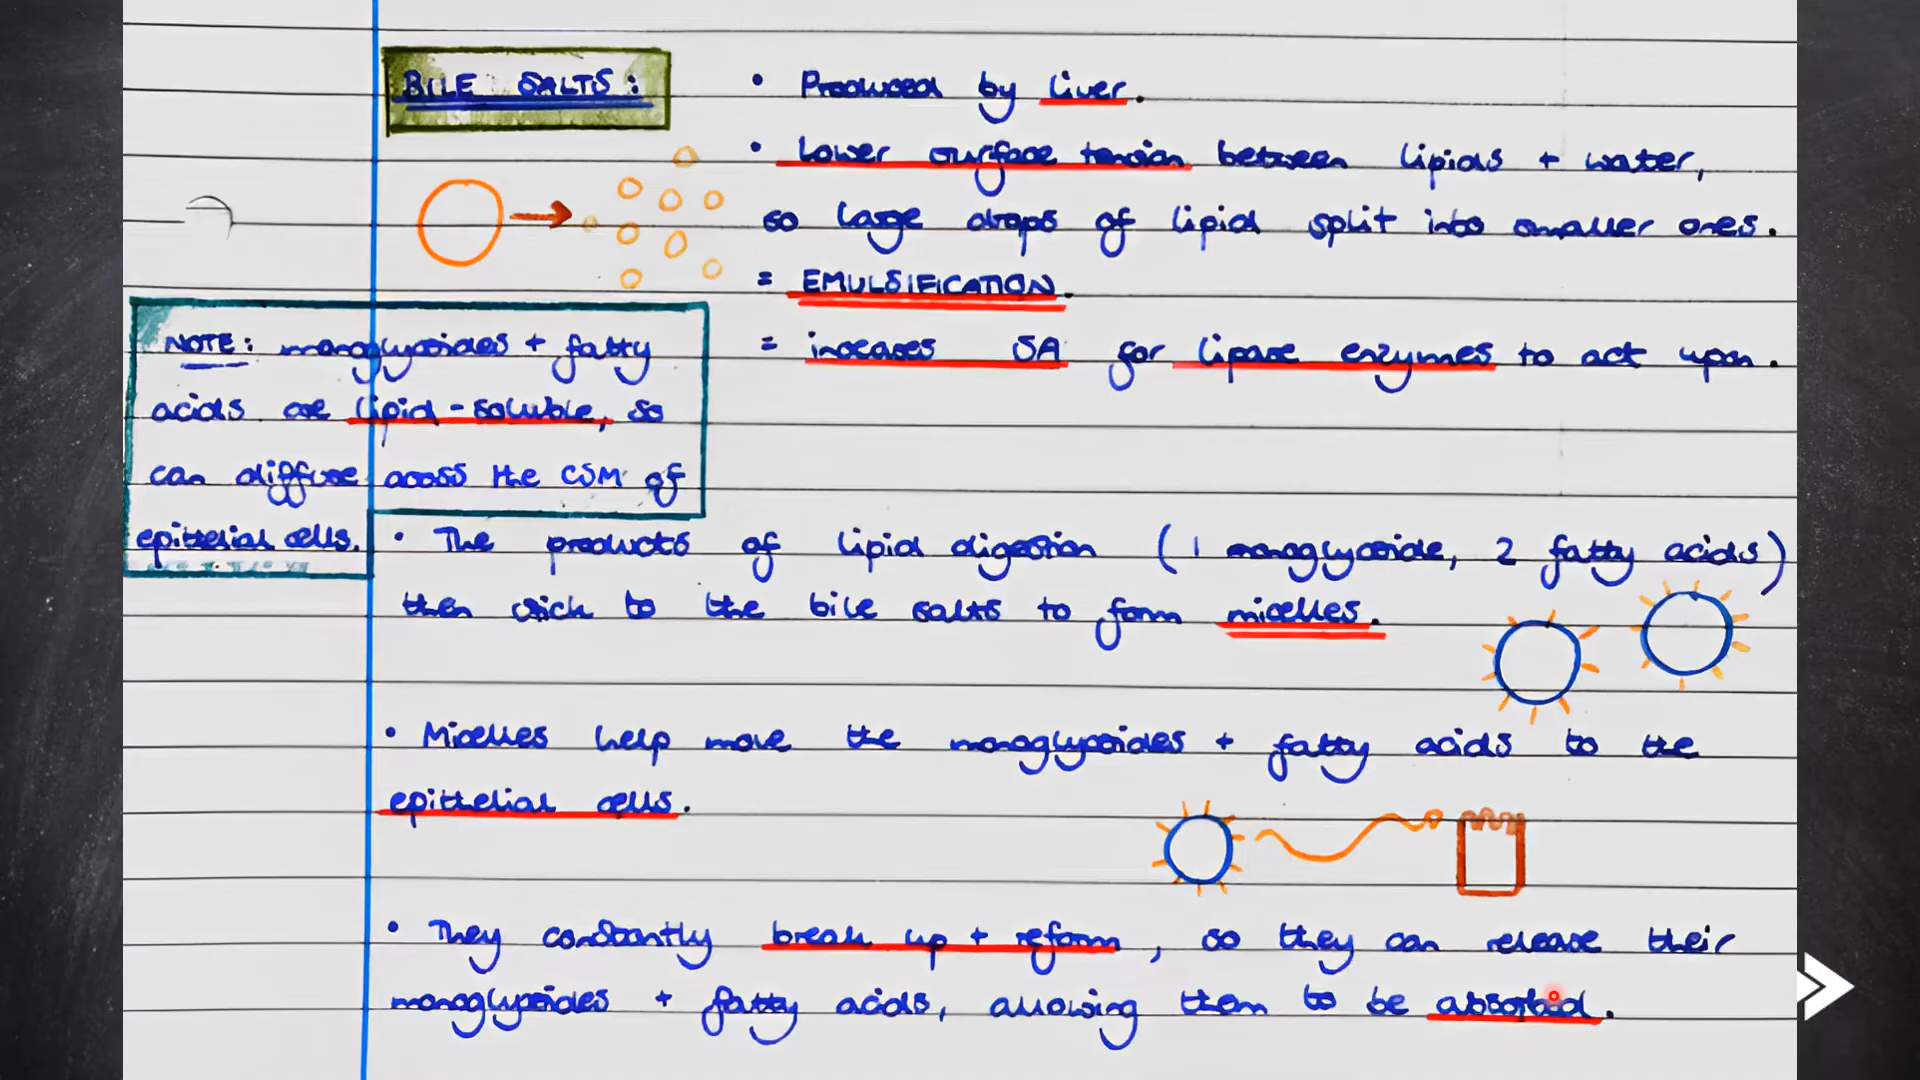 BILE SALTS:
• Produced by liver.
• Lower surface tension between lipids + water,
so large drops of lipid split into smaller ones.
= EMULSIFICATION.
= increases SA for lipase enzymes to act upon.
NOTE: monoglycerides + fatty
acids are lipid-soluble, so
can diffuse across the CSM of
epithelial cells.
• The products of lipid digestion (1 monoglyceride, 2 fatty acids)
then stick to the bile salts to form micelles.
• Micelles help move the monoglycerides + fatty acids to the
epithelial cells.
• They constantly break up + reform, so they can release their
monoglycerides + fatty acids, allowing them to be absorbed.